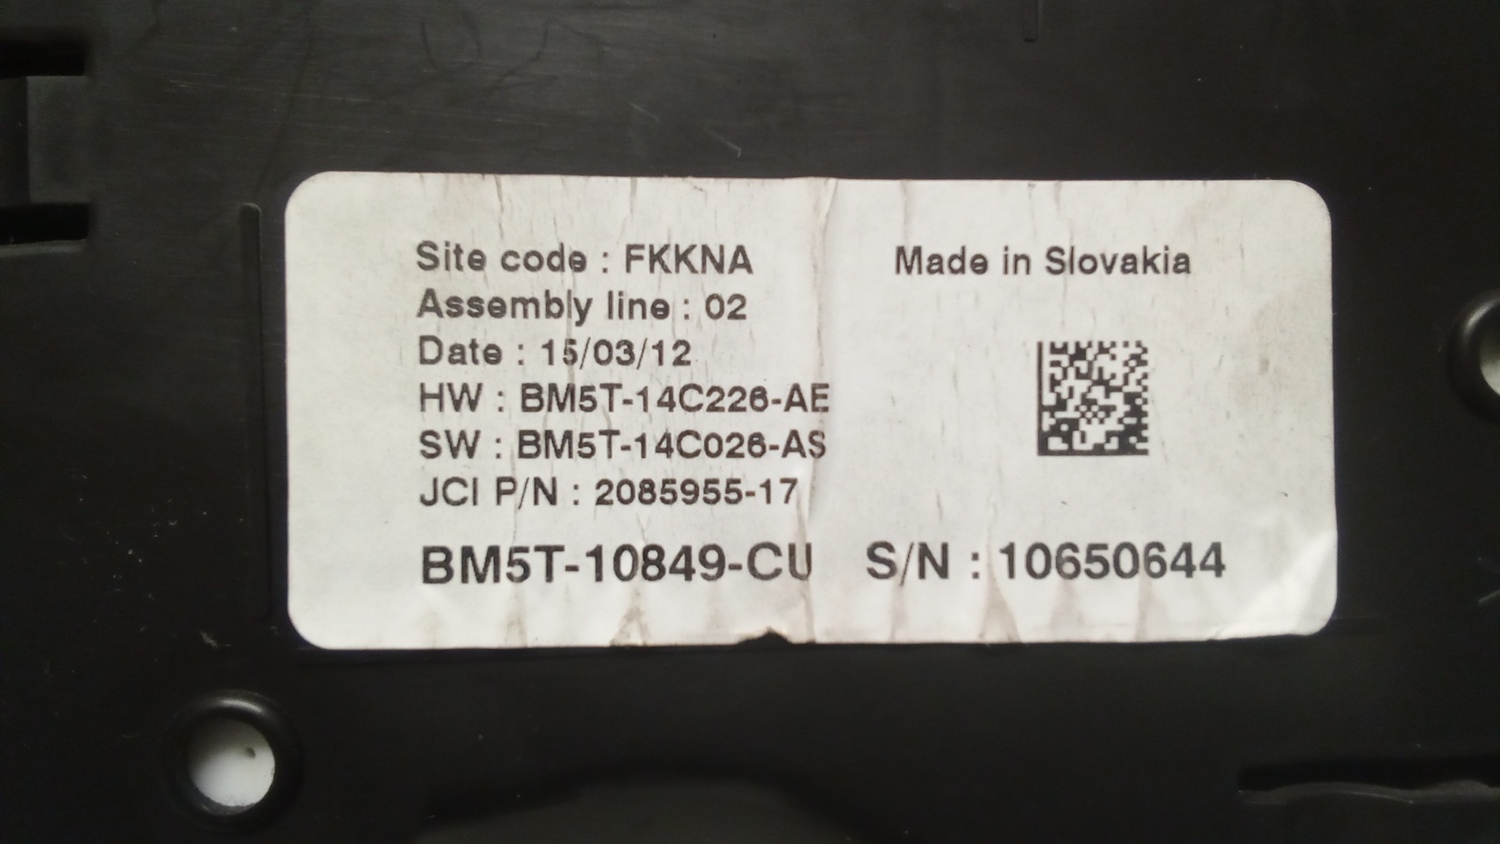 Site code : FKKNA
Made in Slovakia
Assembly line : 02
Date : 15/03/12
HW : BM5T-14C226-AE
SW : BM5T-14C026-AS
JCI P/N : 2085955-17
BM5T-10849-CU S/N : 10650644